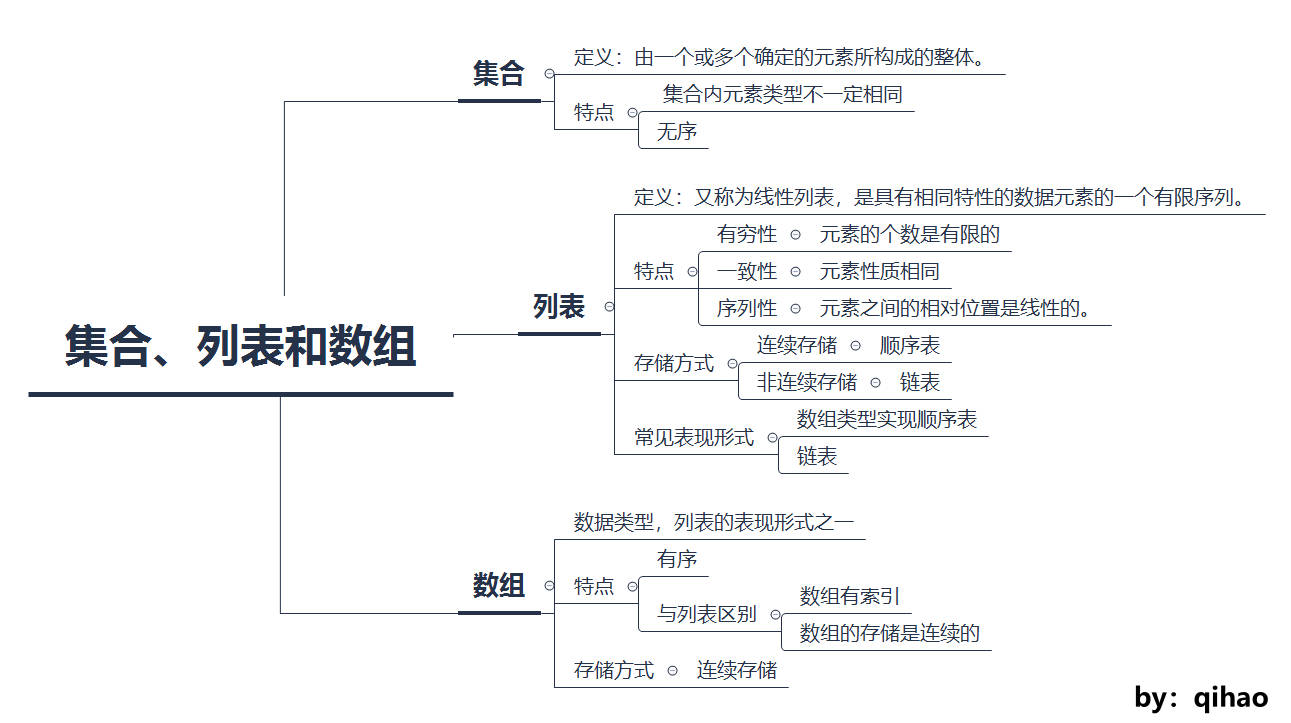 集合、列表和数组
集合
定义：由一个或多个确定的元素所构成的整体。
特点
集合内元素类型不一定相同
无序
列表
定义：又称为线性列表，是具有相同特性的数据元素的一个有限序列。
特点
有穷性
元素的个数是有限的
一致性
元素性质相同
序列性
元素之间的相对位置是线性的。
存储方式
连续存储
顺序表
非连续存储
链表
常见表现形式
数组类型实现顺序表
链表
数组
数据类型，列表的表现形式之一
特点
有序
与列表区别
数组有索引
数组的存储是连续的
存储方式
连续存储
by：qihao